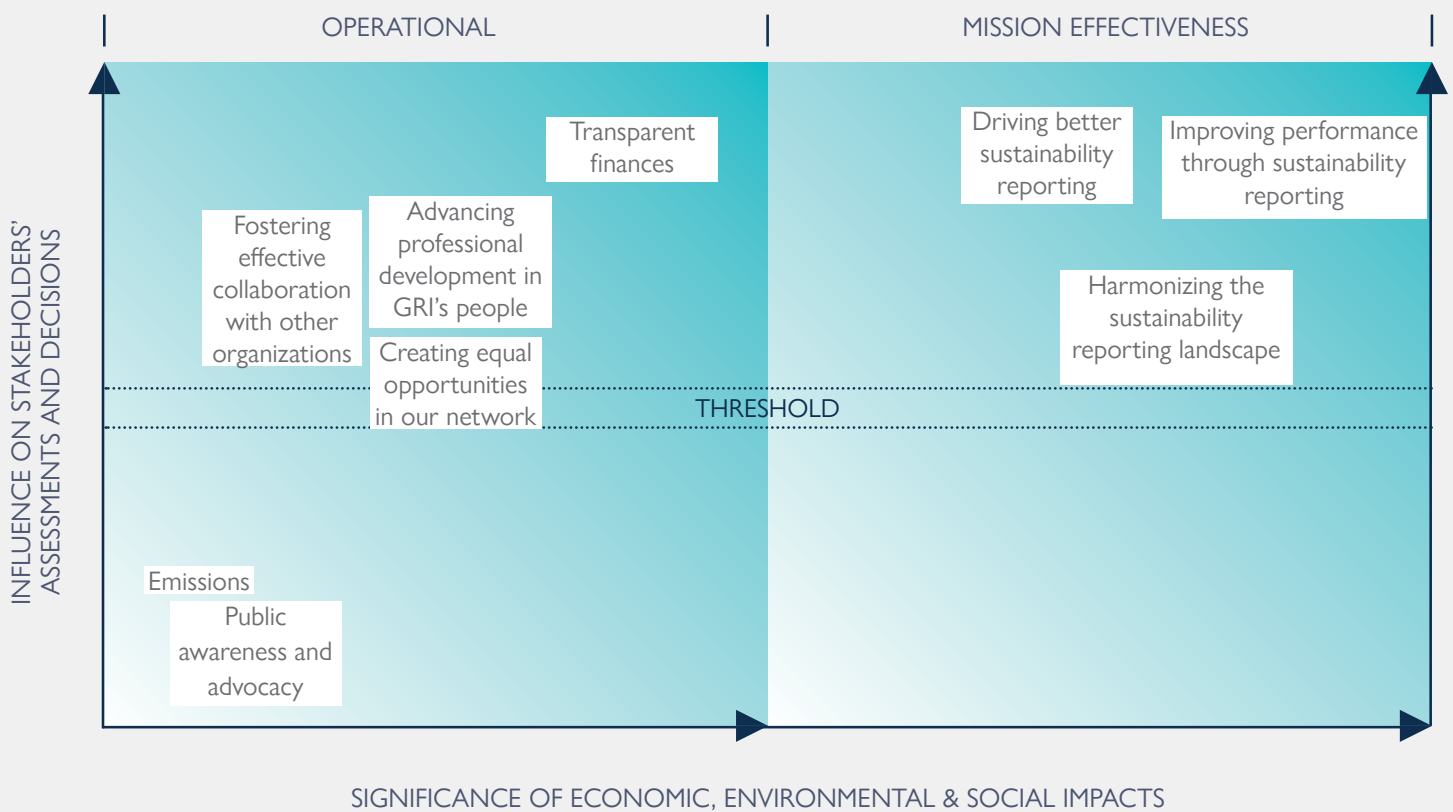 OPERATIONAL
MISSION EFFECTIVENESS
INFLUENCE ON STAKEHOLDERS'
ASSESSMENTS AND DECISIONS
Transparent
finances
Fostering
effective
collaboration
with other
organizations
Advancing
professional
development in
GRI's people
Creating equal
opportunities
in our network
Driving better
sustainability
reporting
Improving performance
through sustainability
reporting
Harmonizing the
sustainability
reporting landscape
THRESHOLD
Emissions
Public
awareness and
advocacy
SIGNIFICANCE OF ECONOMIC, ENVIRONMENTAL & SOCIAL IMPACTS